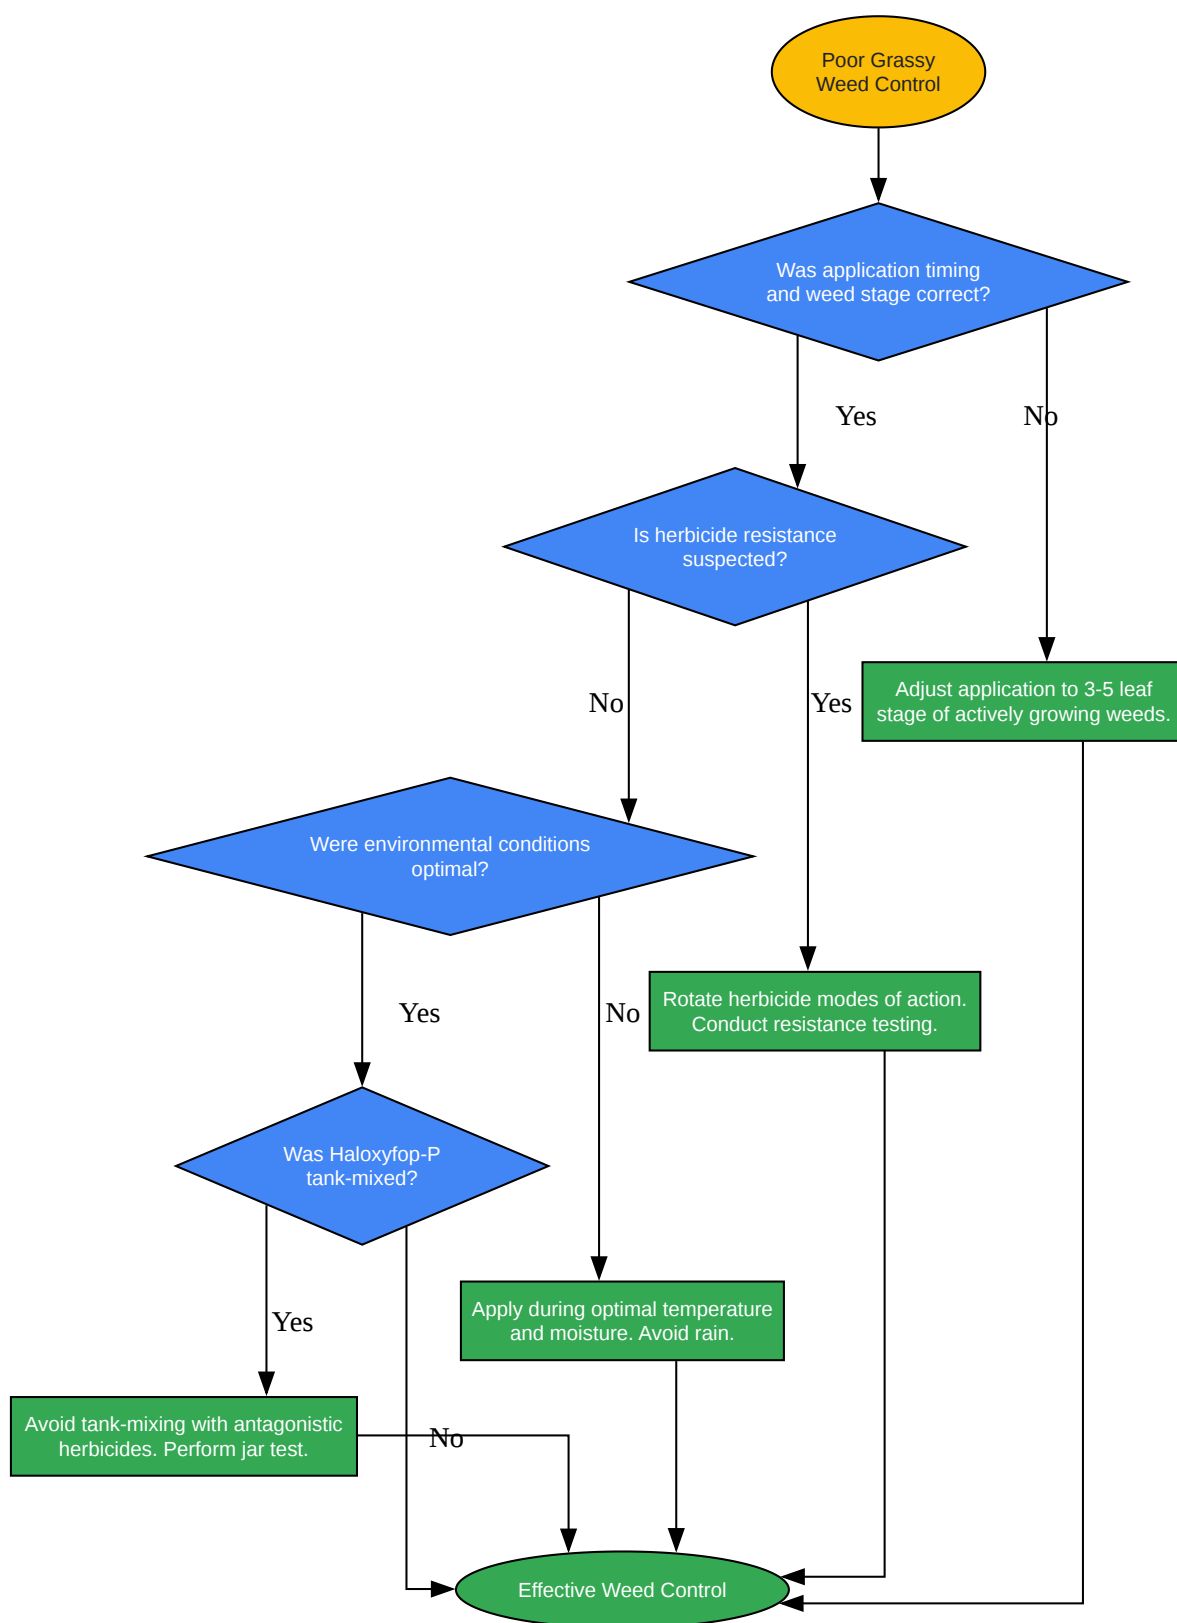 Poor Grassy
Weed Control
Was application timing
and weed stage correct?
Yes
No
Is herbicide resistance
suspected?
No
Yes
Adjust application to 3-5 leaf
stage of actively growing weeds.
Were environmental conditions
optimal?
Yes
No
Rotate herbicide modes of action.
Conduct resistance testing.
Was Haloxyfop-P
tank-mixed?
Yes
Apply during optimal temperature
and moisture. Avoid rain.
Avoid tank-mixing with antagonistic
herbicides. Perform jar test.
No
Effective Weed Control